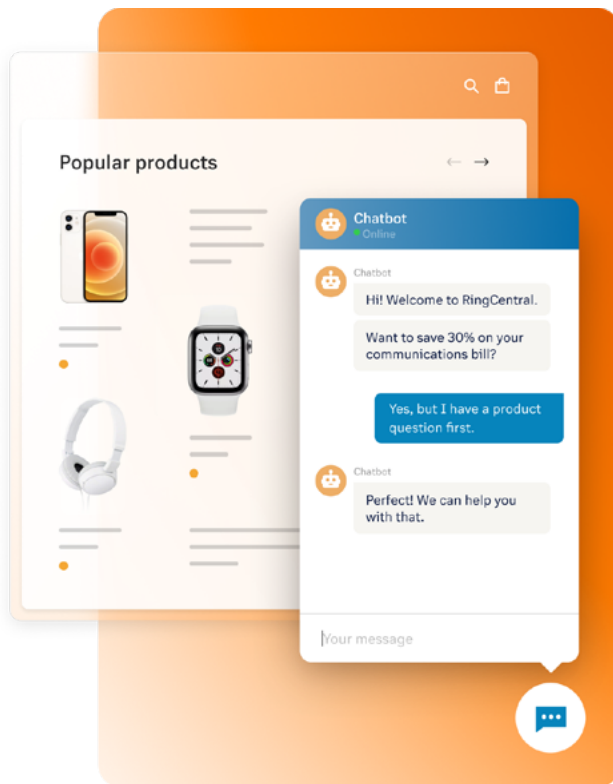 Popular products
Chatbot
Online
Chatbot
Hi! Welcome to RingCentral.
Want to save 30% on your
communications bill?
Yes, but I have a product
question first.
Chatbot
Perfect! We can help you
with that.
Your message